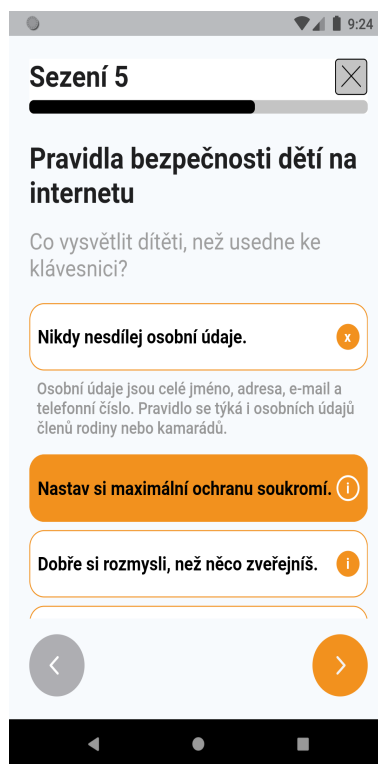 9:24
Sezení 5
Pravidla bezpečnosti dětí na
internetu
Co vysvětlit dítěti, než usedne ke
klávesnici?
Nikdy nesdílej osobní údaje.
x
Osobní údaje jsou celé jméno, adresa, e-mail a
telefonní číslo. Pravidlo se týká i osobních údajů
členů rodiny nebo kamarádů.
Nastav si maximální ochranu soukromí.
i
Dobře si rozmysli, než něco zveřejníš.
i